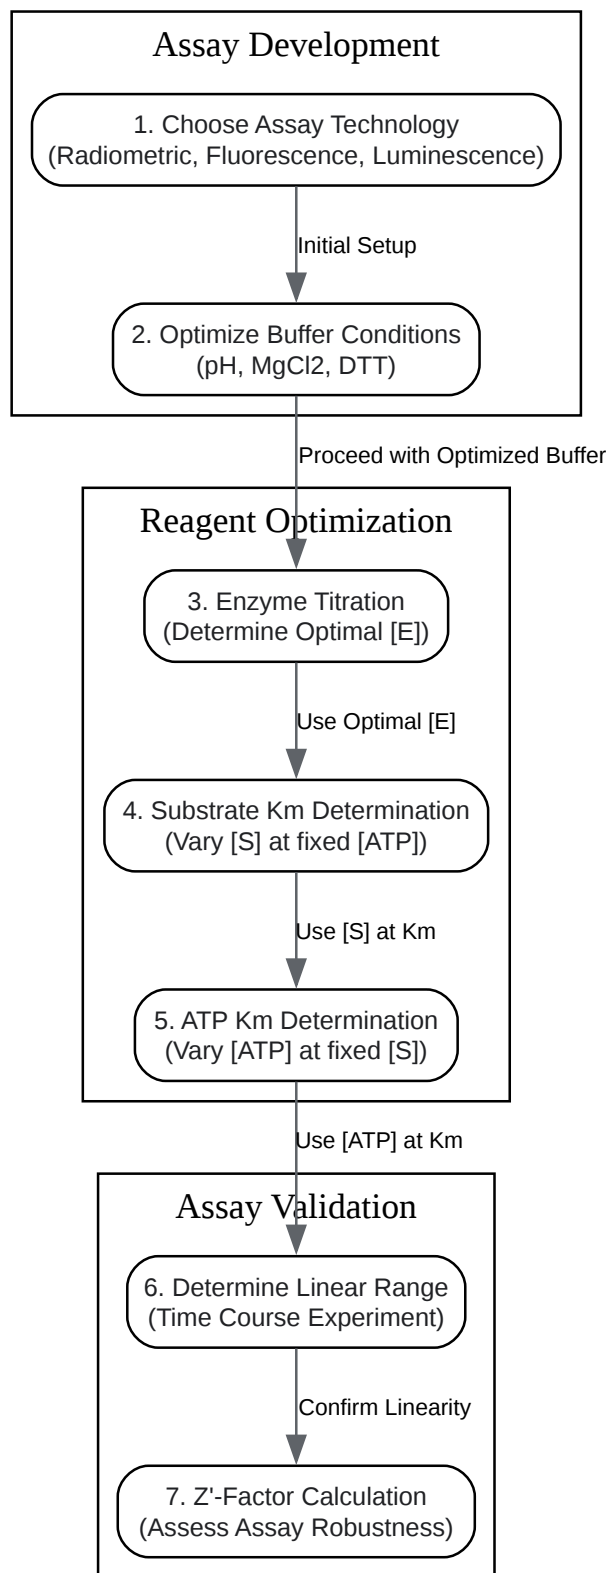 Assay Development
1. Choose Assay Technology
(Radiometric, Fluorescence, Luminescence)
Initial Setup
2. Optimize Buffer Conditions
(pH, MgCl2, DTT)
Proceed with Optimized Buffer
Reagent Optimization
3. Enzyme Titration
(Determine Optimal [E])
Use Optimal [E]
4. Substrate Km Determination
(Vary [S] at fixed [ATP])
Use [S] at Km
5. ATP Km Determination
(Vary [ATP] at fixed [S])
Use [ATP] at Km
Assay Validation
6. Determine Linear Range
(Time Course Experiment)
Confirm Linearity
7. Z'-Factor Calculation
(Assess Assay Robustness)